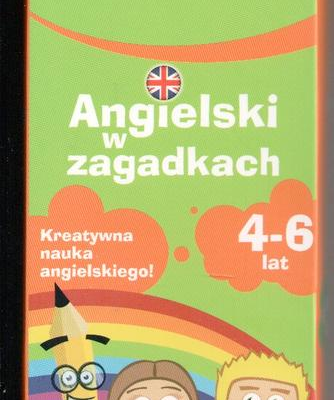 Angielski
w
zagadkach
Kreatywna
nauka
angielskiego!
4-6
lat